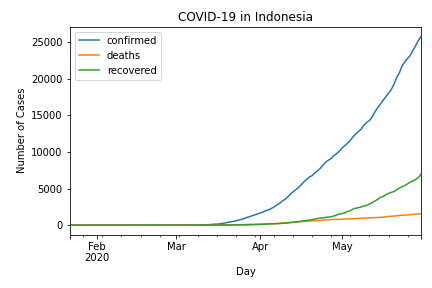 COVID-19 in Indonesia
confirmed
deaths
recovered
Number of Cases
25000
20000
15000
10000
5000
0
Feb
2020
Mar
Apr
May
Day